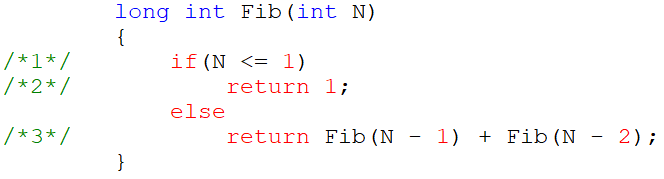 long int Fib(int N)
{
/*1*/ if(N <= 1)
/*2*/ return 1;
else
/*3*/ return Fib(N - 1) + Fib(N - 2);
}